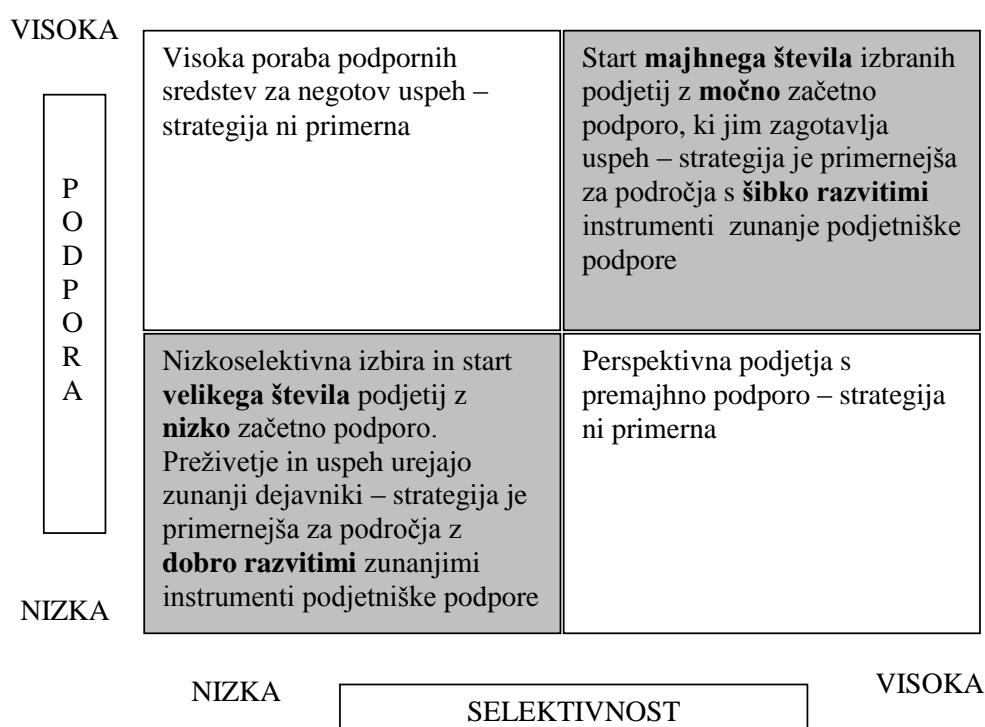 VISOKA
Visoka poraba podpornih
sredstev za negotov uspeh –
strategija ni primerna
Start majhnega števila izbranih
podjetij z močno začetno
podporo, ki jim zagotavlja
uspeh – strategija je primernejša
za področja s šibko razvitimi
instrumenti zunanje podjetniške
podpore
P
O
D
P
O
R
A
Nizkoselektivna izbira in start
velikega števila podjetij z
nizko začetno podporo.
Preživetje in uspeh urejajo
zunanji dejavniki – strategija je
primernejša za področja z
dobro razvitimi zunanjimi
instrumenti podjetniške podpore
Perspektivna podjetja s
premajhno podporo – strategija
ni primerna
NIZKA
NIZKA
SELEKTIVNOST
VISOKA